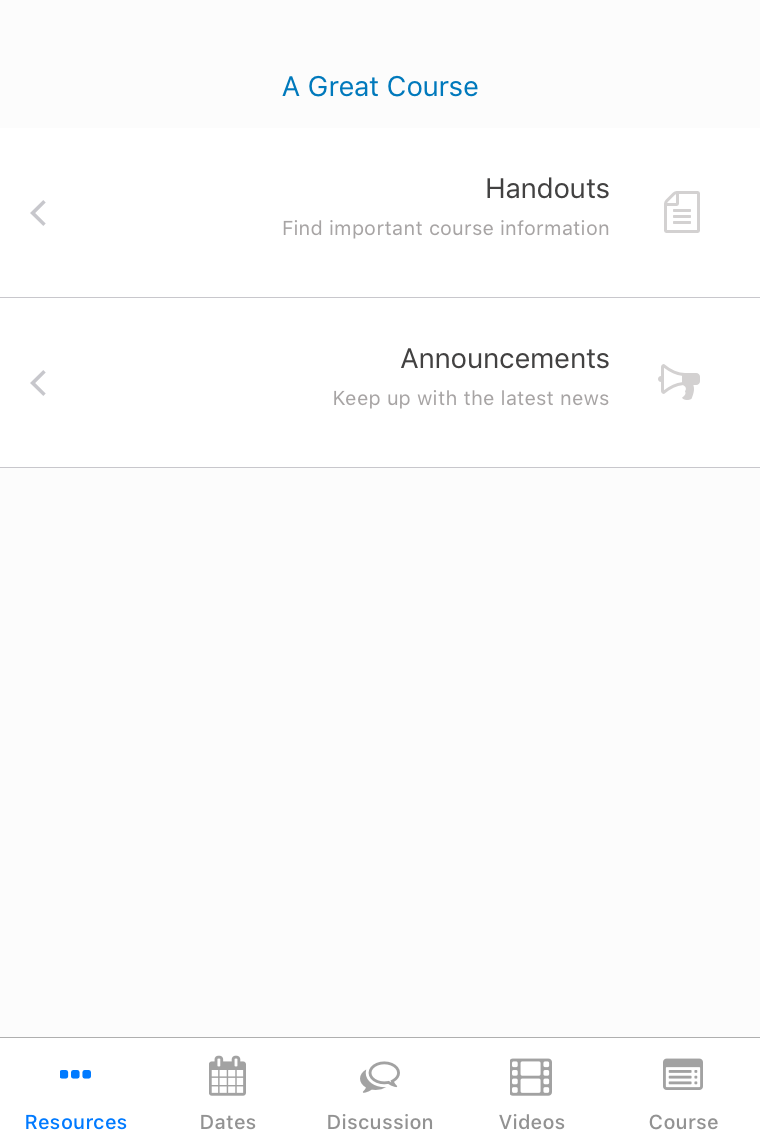 A Great Course
Handouts
Find important course information
Announcements
Keep up with the latest news
Resources
Dates
Discussion
Videos
Course